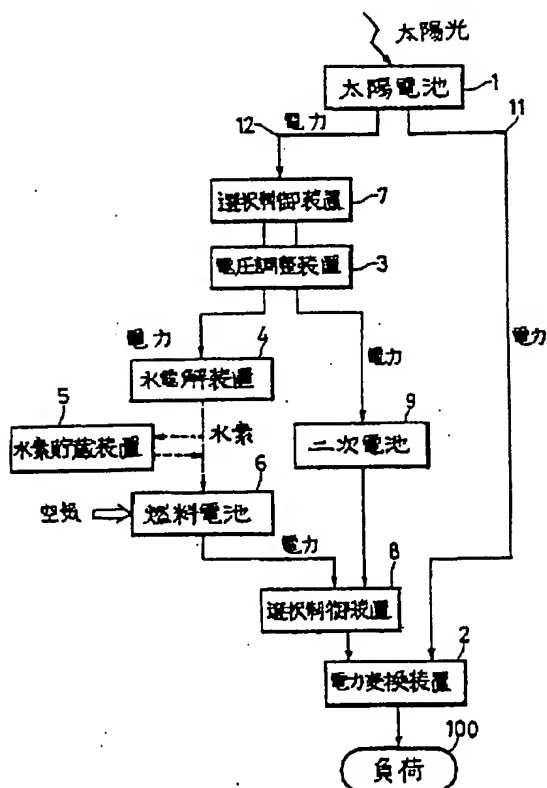 太陽光
太陽電池
1
11
12
電力
選択制御装置
7
電圧調整装置
3
電力
電力
電力
4
水電解装置
5
水素
9
水素貯蔵装置
二次電池
6
空気
燃料電池
電力
8
選択制御装置
2
電力変換装置
100
負荷